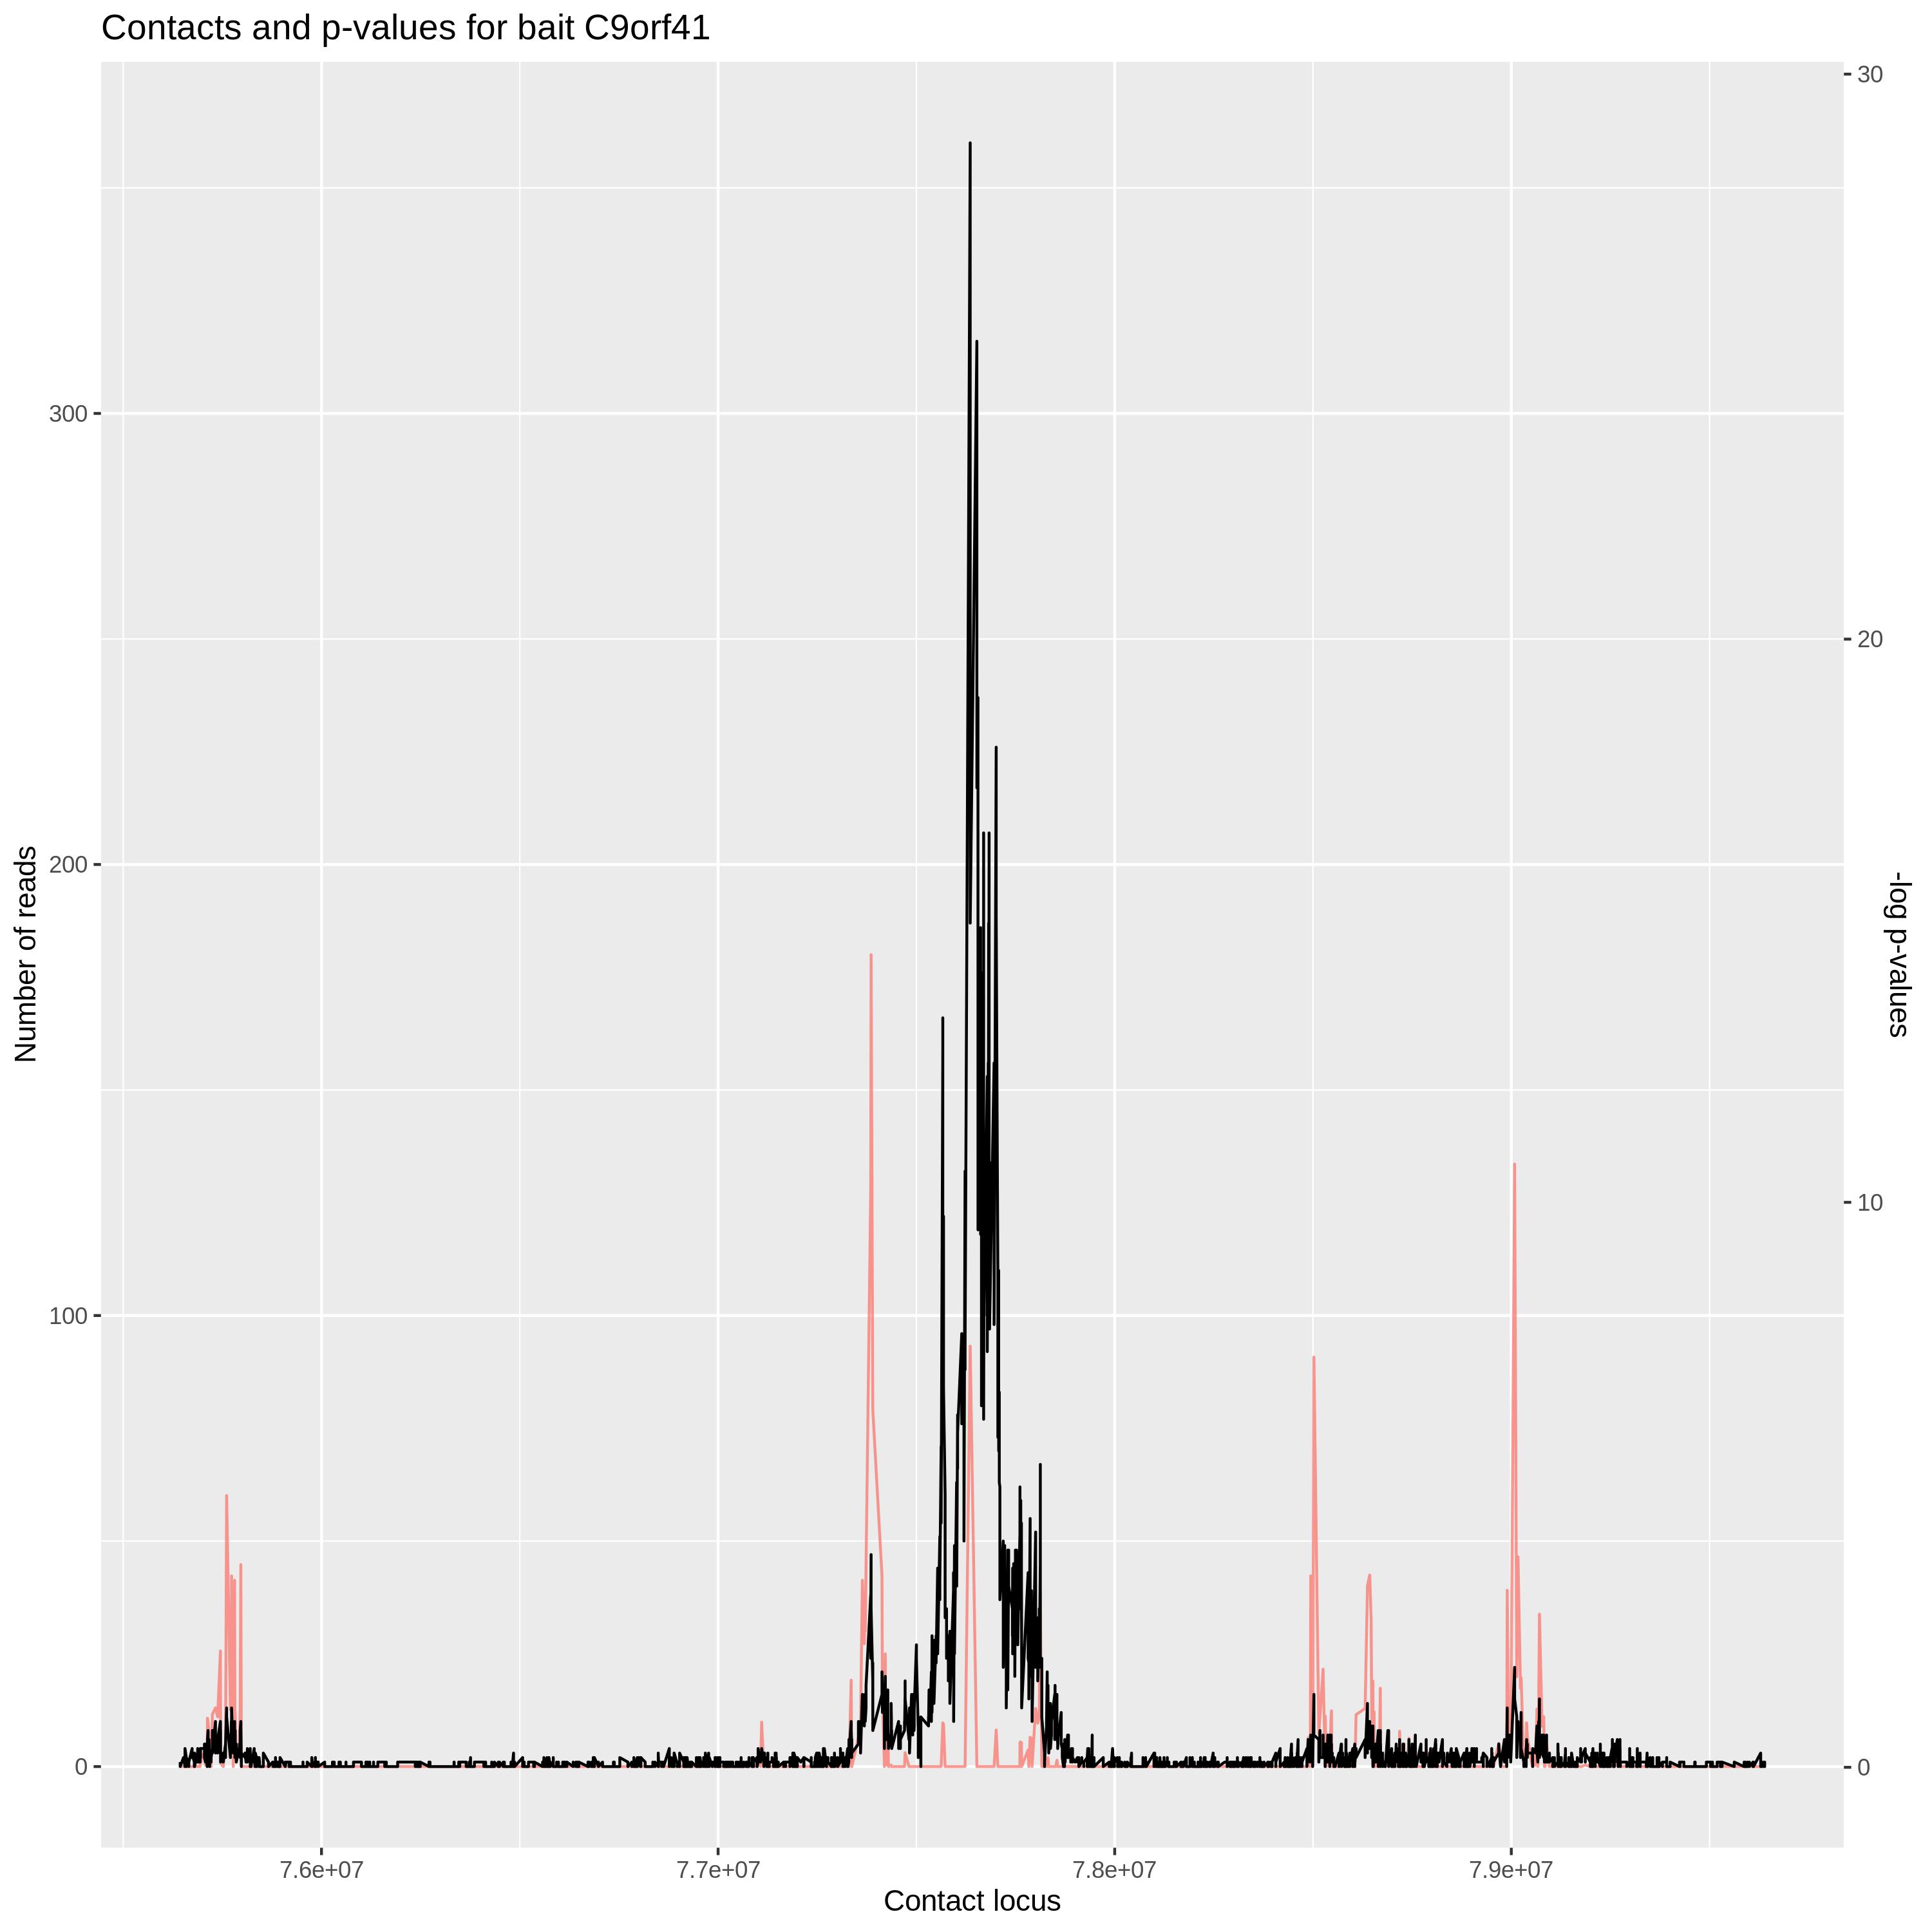 Contacts and p-values for bait C9orf41
30
20
10
0
-log p-values
300
200
100
0
Number of reads
7.6e+07
7.7e+07
7.8e+07
7.9e+07
Contact locus